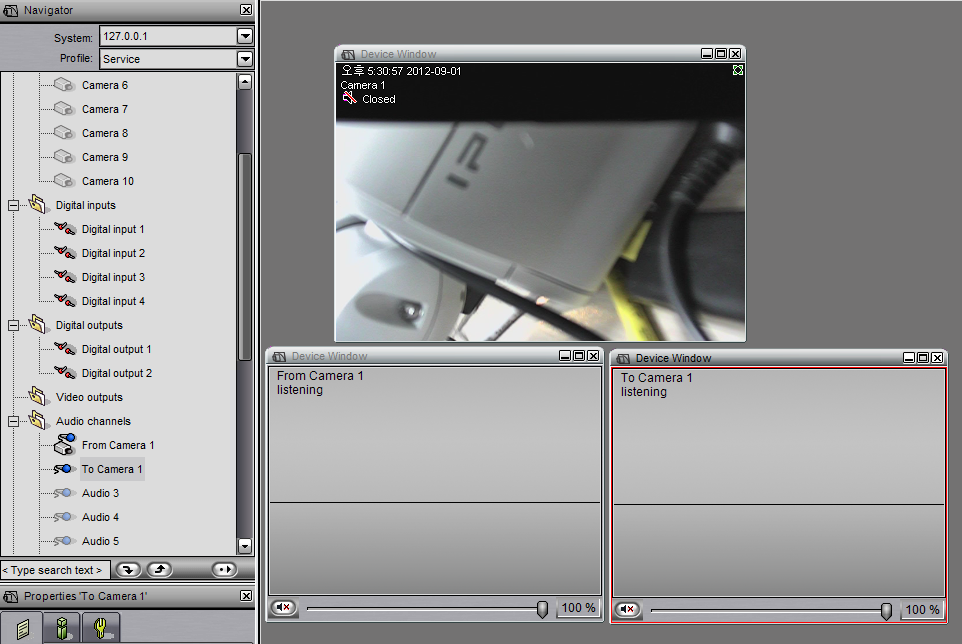 Navigator
System:
127.0.0.1
Profile:
Service
Camera 6
Camera 7
Camera 8
Camera 9
Camera 10
Digital inputs
Digital input 1
Digital input 2
Digital input 3
Digital input 4
Digital outputs
Digital output 1
Digital output 2
Video outputs
Audio channels
From Camera 1
To Camera 1
Audio 3
Audio 4
Audio 5
< Type search text >
Properties 'To Camera 1'
Device Window
오후 5:30:57 2012-09-01
Camera 1
Closed
Device Window
From Camera 1
listening
100 %
Device Window
To Camera 1
listening
100 %